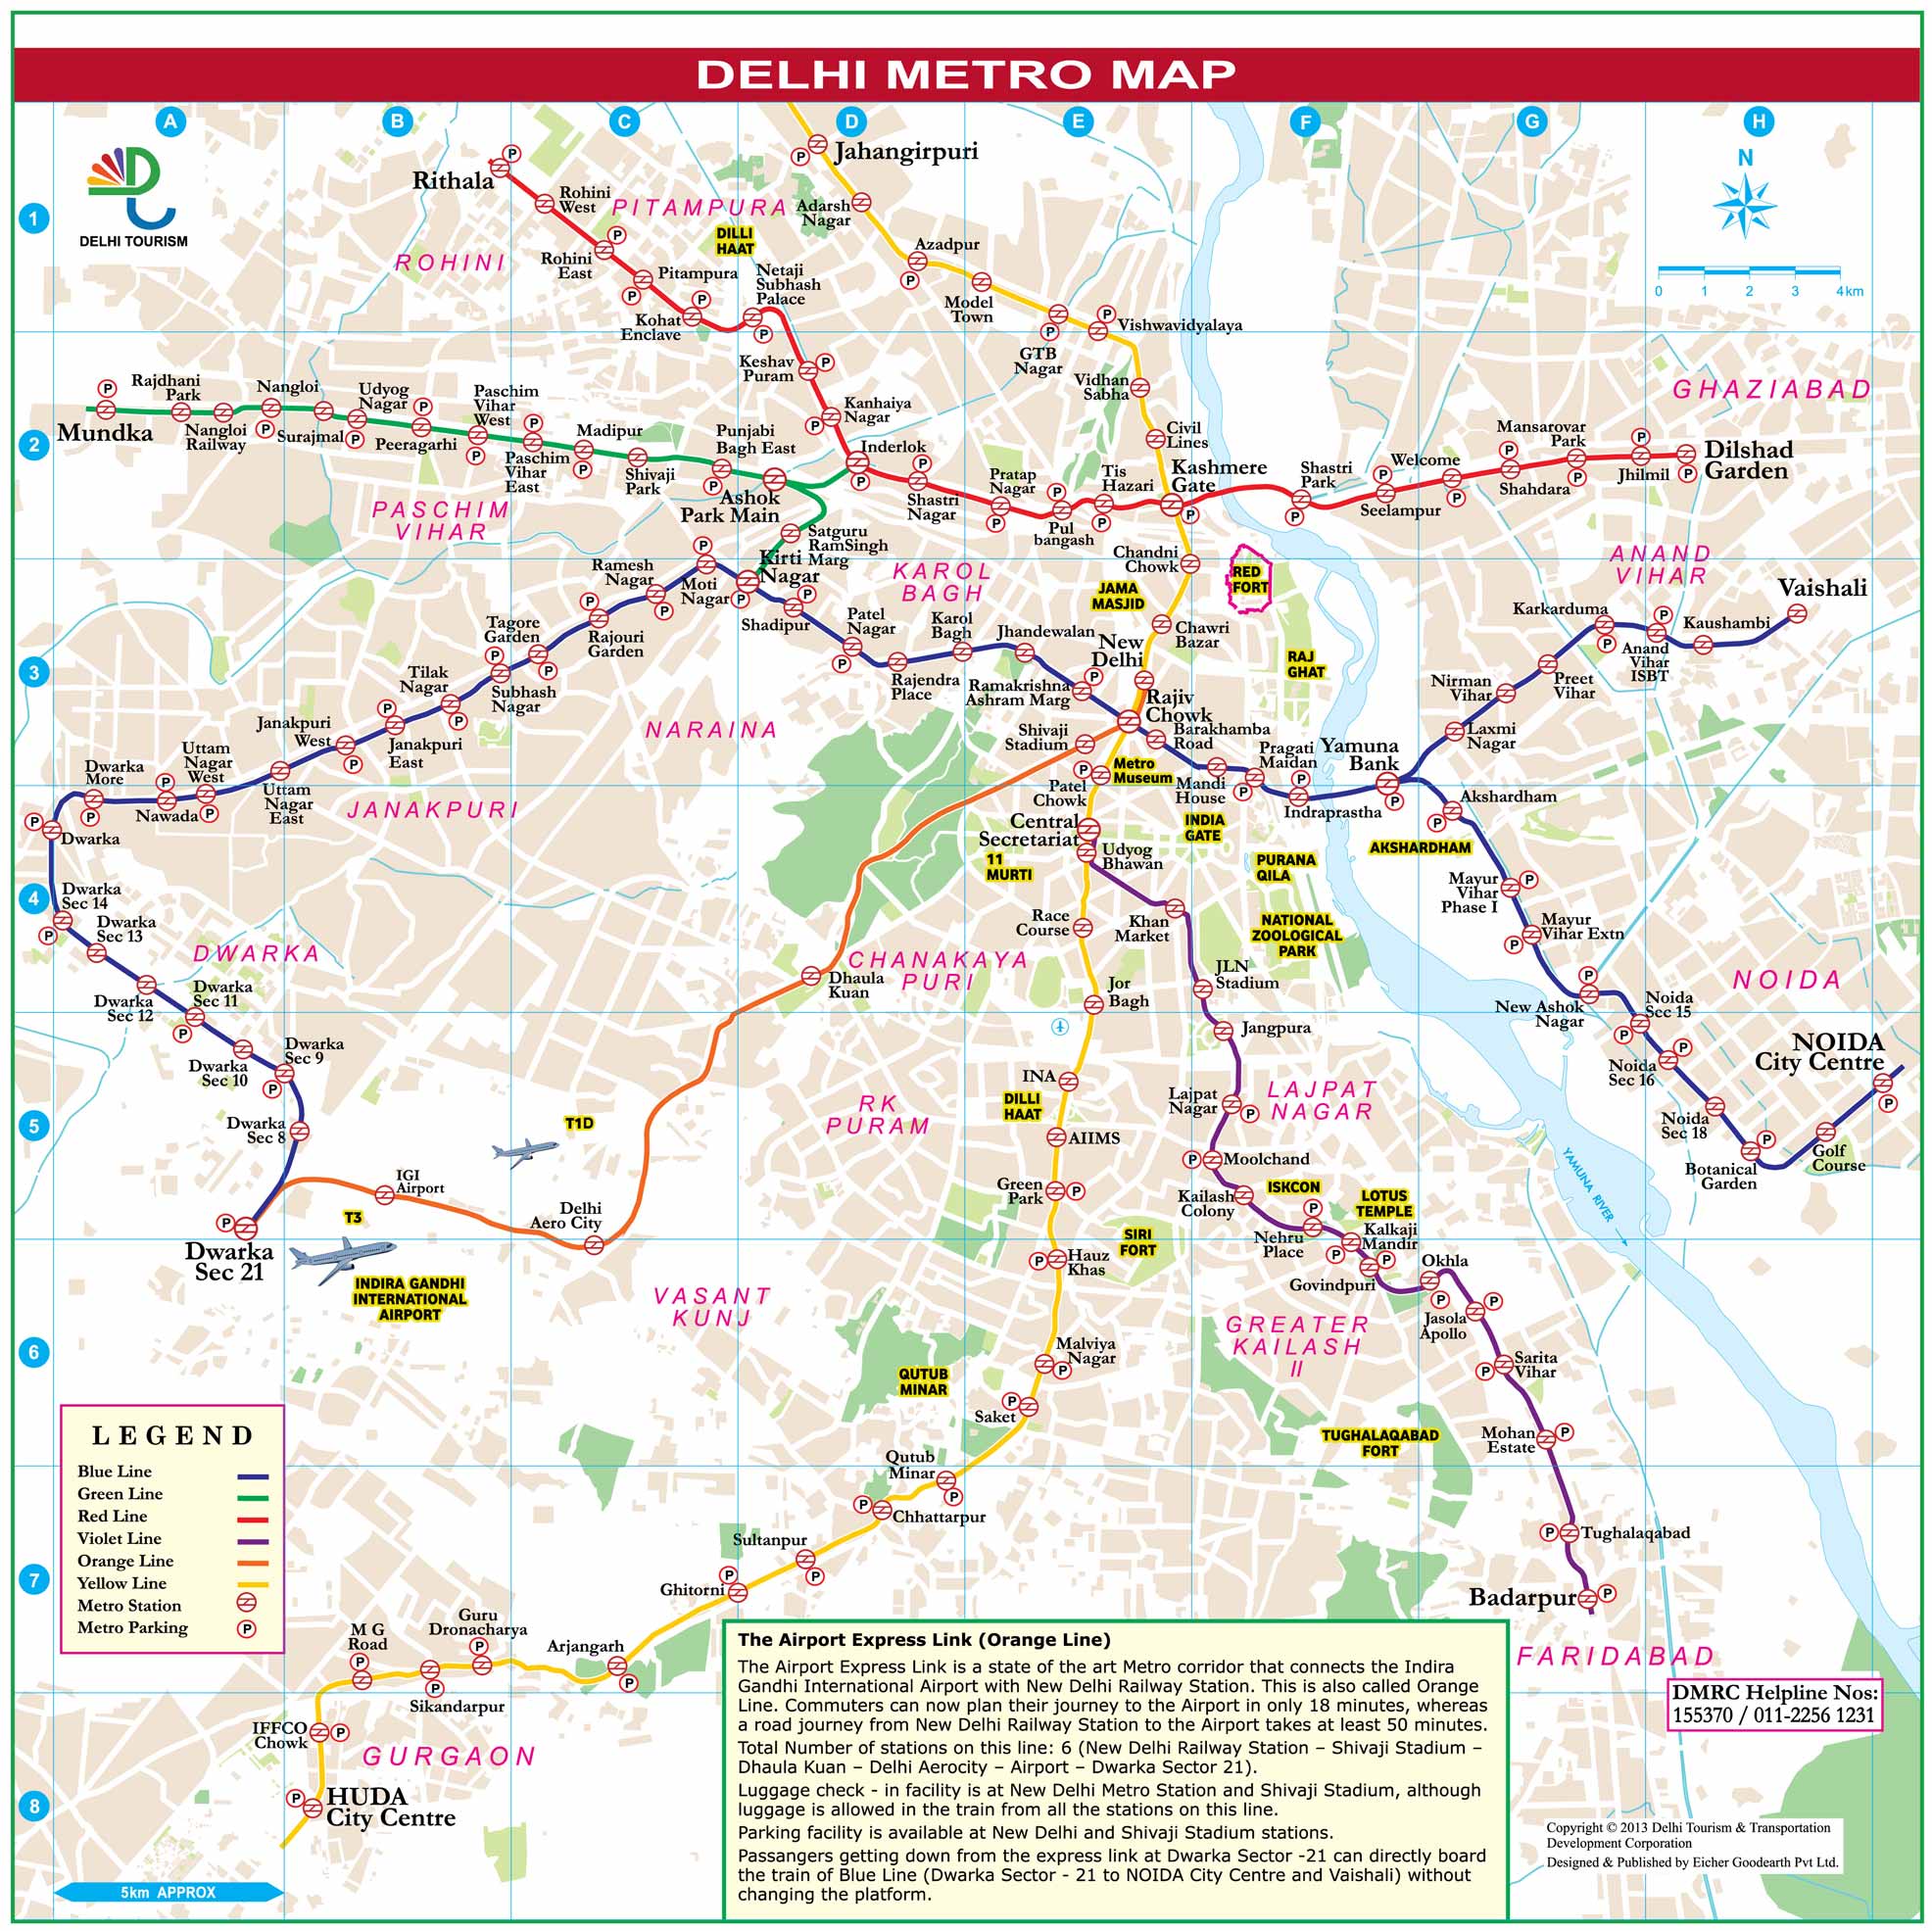 DELHI METRO MAP
A
B
C
D
E
F
G
H
1
2
3
4
5
6
7
8
DELHI TOURISM
N
0 1 2 3 4 km
Rithala
Rohini
West
PITAMPURA
DILLI
HAAT
ROHINI
Rohini
East
Pitampura
Kohat
Enclave
Netaji
Subhash
Palace
Keshav
Puram
Kanhaiya
Nagar
Inderlok
Shastri
Nagar
Pratap
Nagar
Pul
bangash
Tis
Hazari
Kashmere
Gate
Shastri
Park
Seelampur
Welcome
Shahdara
Mansarovar
Park
Jhilmil
Dilshad
Garden
GHAZIABAD
Jahangirpuri
Adarsh
Nagar
Azadpur
Model
Town
GTB
Nagar
Vishwavidyalaya
Vidhan
Sabha
Civil
Lines
Chandni
Chowk
Chawri
Bazar
New
Delhi
Rajiv
Chowk
Patel
Chowk
Central
Secretariat
Udyog
Bhawan
Race
Course
Jor
Bagh
INA
AIIMS
Green
Park
Hauz
Khas
Malviya
Nagar
Saket
Qutub
Minar
Chhattarpur
Sultanpur
Ghitorni
Arjangarh
Guru
Dronacharya
Sikandarpur
M G
Road
IFFCO
Chowk
HUDA
City Centre
GURGAON
Mundka
Rajdhani
Park
Nangloi
Railway
Nangloi
Surajmal
Udyog
Nagar
Peeragarhi
Paschim
Vihar
West
Paschim
Vihar
East
Madipur
Shivaji
Park
Punjabi
Bagh East
Ashok
Park Main
Satguru
RamSingh
Marg
Kirti
Nagar
PASCHIM
VIHAR
KAROL
BAGH
JAMA
MASJID
RED
FORT
RAJ
GHAT
ANAND
VIHAR
Vaishali
Kaushambi
Anand
Vihar
ISBT
Karkarduma
Preet
Vihar
Nirman
Vihar
Laxmi
Nagar
Yamuna
Bank
Indraprastha
Pragati
Maidan
Mandi
House
Barakhamba
Road
Ramakrishna
Ashram Marg
Jhandewalan
Karol
Bagh
Rajendra
Place
Patel
Nagar
Shadipur
Moti
Nagar
Ramesh
Nagar
Rajouri
Garden
Tagore
Garden
Subhash
Nagar
Tilak
Nagar
Janakpuri
East
Janakpuri
West
Uttam
Nagar
East
Uttam
Nagar
West
Nawada
Dwarka
More
Dwarka
Dwarka
Sec 14
Dwarka
Sec 13
Dwarka
Sec 12
Dwarka
Sec 11
Dwarka
Sec 10
Dwarka
Sec 9
Dwarka
Sec 8
Dwarka
Sec 21
NARAINA
JANAKPURI
DWARKA
Shivaji
Stadium
Metro
Museum
Dhaula
Kuan
Delhi
Aero City
IGI
Airport
T1D
T3
INDIRA GANDHI
INTERNATIONAL
AIRPORT
INDIA
GATE
11
MURTI
PURANA
QILA
NATIONAL
ZOOLOGICAL
PARK
CHANAKAYA
PURI
RK
PURAM
DILLI
HAAT
VASANT
KUNJ
QUTUB
MINAR
SIRI
FORT
Khan
Market
JLN
Stadium
Jangpura
Lajpat
Nagar
LAJPAT
NAGAR
Moolchand
Kailash
Colony
ISKCON
LOTUS
TEMPLE
Nehru
Place
Kalkaji
Mandir
Govindpuri
Okhla
Jasola
Apollo
Sarita
Vihar
Mohan
Estate
Tughalaqabad
Badarpur
GREATER
KAILASH
II
TUGHALAQABAD
FORT
FARIDABAD
Akshardham
AKSHARDHAM
Mayur
Vihar
Phase I
Mayur
Vihar Extn
New Ashok
Nagar
Noida
Sec 15
Noida
Sec 16
Noida
Sec 18
Botanical
Garden
Golf
Course
NOIDA
City Centre
NOIDA
YAMUNA RIVER
LEGEND
Blue Line
Green Line
Red Line
Violet Line
Orange Line
Yellow Line
Metro Station
Metro Parking P
5km APPROX
The Airport Express Link (Orange Line)
The Airport Express Link is a state of the art Metro corridor that connects the Indira
Gandhi International Airport with New Delhi Railway Station. This is also called Orange
Line. Commuters can now plan their journey to the Airport in only 18 minutes, whereas
a road journey from New Delhi Railway Station to the Airport takes at least 50 minutes.
Total Number of stations on this line: 6 (New Delhi Railway Station – Shivaji Stadium –
Dhaula Kuan – Delhi Aerocity – Airport – Dwarka Sector 21).
Luggage check - in facility is at New Delhi Metro Station and Shivaji Stadium, although
luggage is allowed in the train from all the stations on this line.
Parking facility is available at New Delhi and Shivaji Stadium stations.
Passangers getting down from the express link at Dwarka Sector -21 can directly board
the train of Blue Line (Dwarka Sector - 21 to NOIDA City Centre and Vaishali) without
changing the platform.
DMRC Helpline Nos:
155370 / 011-2256 1231
Copyright © 2013 Delhi Tourism & Transportation
Development Corporation
Designed & Published by Eicher Goodearth Pvt Ltd.